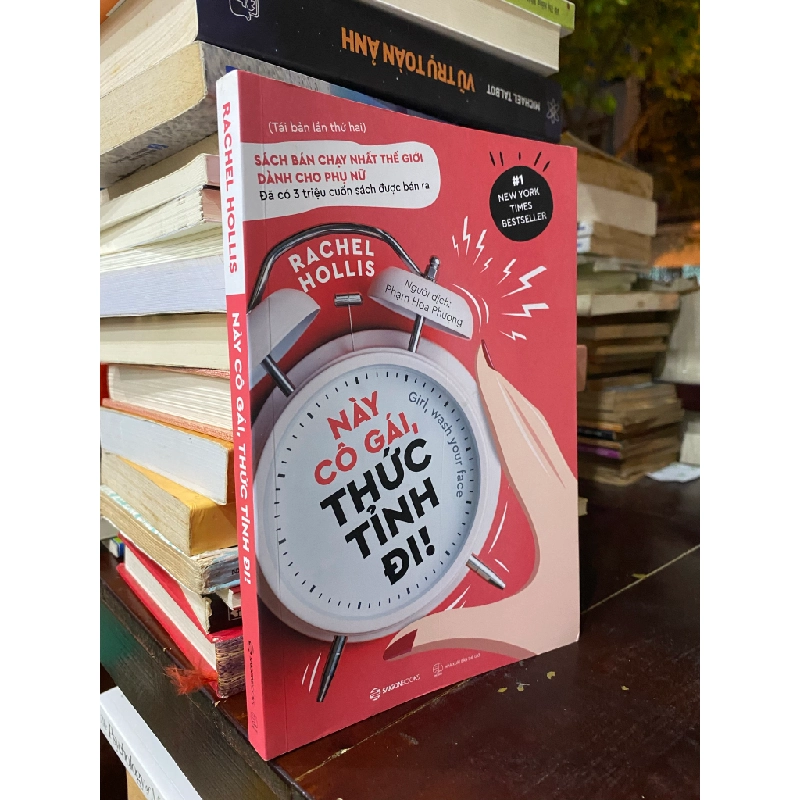 VŨ TRỤ TOÀN ẢNH
MICHAEL TALBOT
RACHEL HOLLIS
NÀY CÔ GÁI, THỨC TỈNH ĐI!
(Tái bản lần thứ hai)
SÁCH BÁN CHẠY NHẤT THẾ GIỚI
DÀNH CHO PHỤ NỮ
Đã có 3 triệu cuốn sách được bán ra
#1
NEW YORK
TIMES
BESTSELLER
RACHEL
HOLLIS
Người dịch:
Phạm Hoa Phượng
NÀY
CÔ GÁI,
THỨC
TỈNH
ĐI!
Girl, wash your face
SAIGONBOOKS